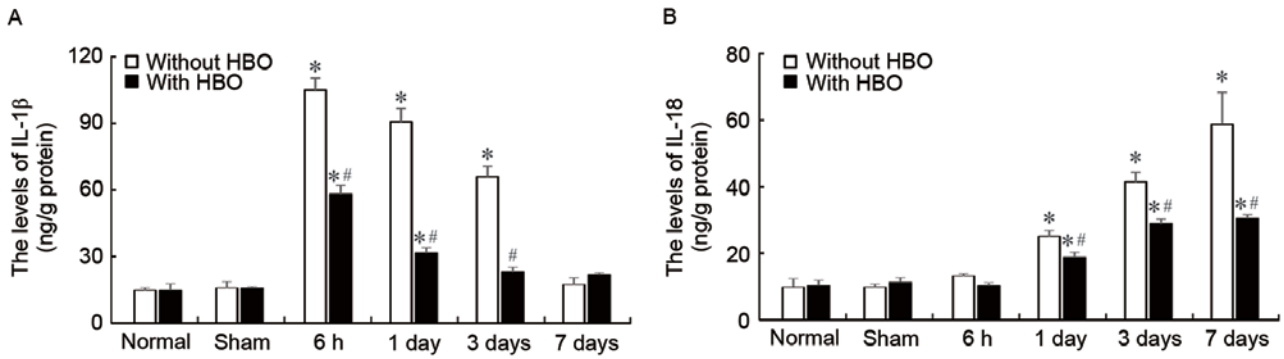 A
The levels of IL-1β
(ng/g protein)
120
90
60
30
0
Without HBO
With HBO
*
*#
*
*#
*
#
Normal Sham 6 h 1 day 3 days 7 days
B
The levels of IL-18
(ng/g protein)
80
60
40
20
0
Without HBO
With HBO
*
*#
*
*#
*
*#
Normal Sham 6 h 1 day 3 days 7 days